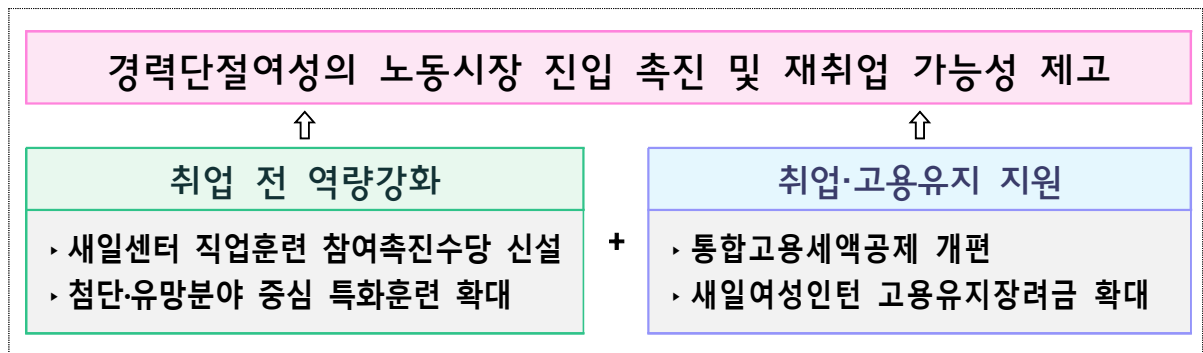 경력단절여성의 노동시장 진입 촉진 및 재취업 가능성 제고
⇧ ⇧
취업 전 역량강화
‣ 새일센터 직업훈련 참여촉진수당 신설
‣ 첨단·유망분야 중심 특화훈련 확대
+
취업·고용유지 지원
‣ 통합고용세액공제 개편
‣ 새일여성인턴 고용유지장려금 확대